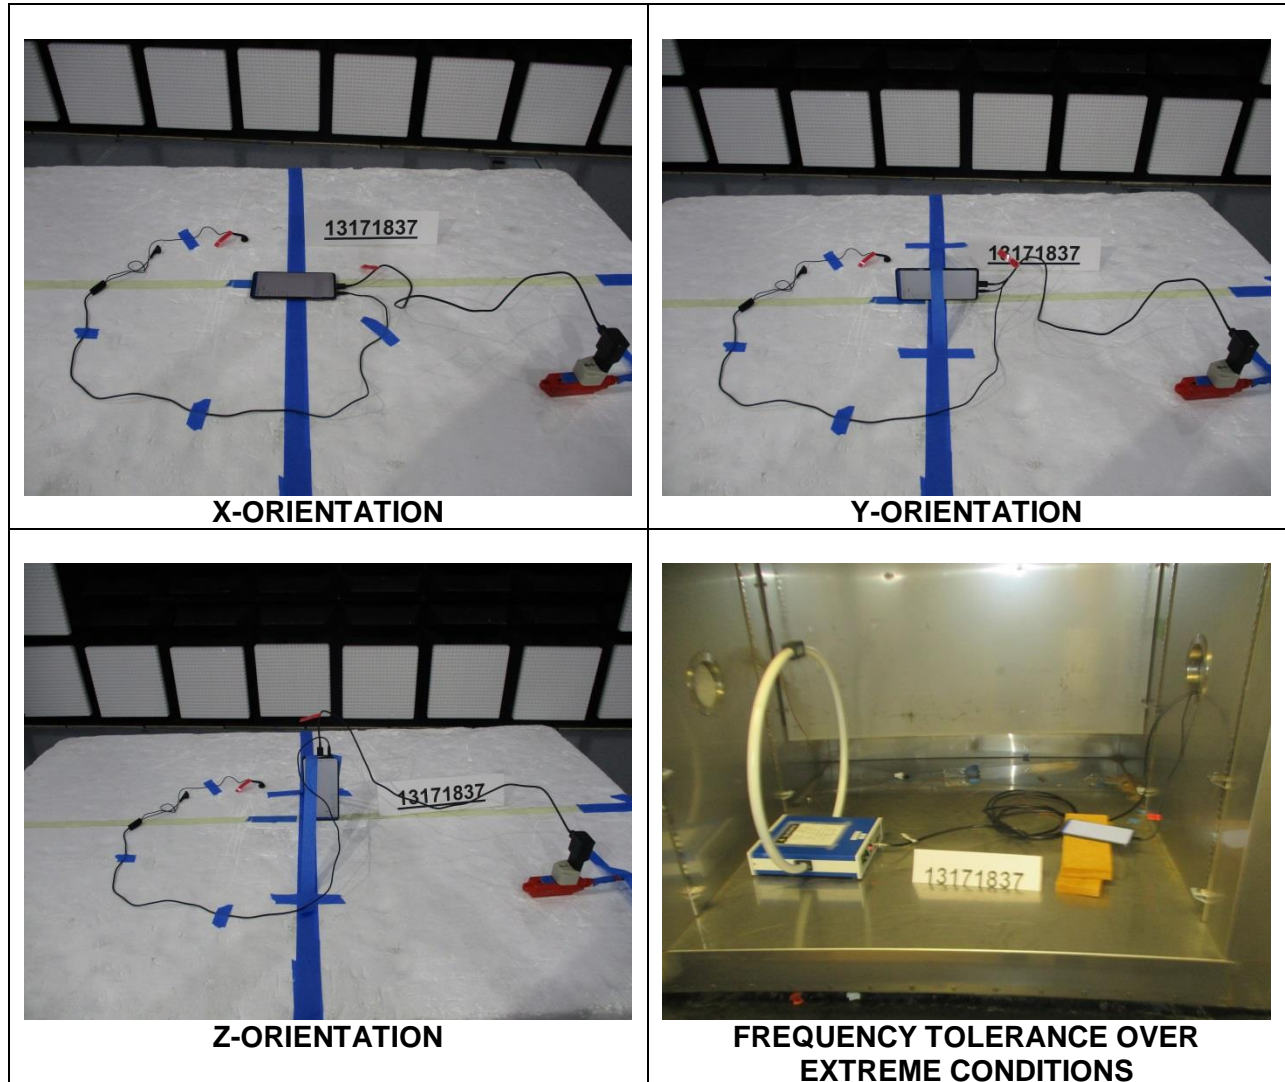 13171837
X-ORIENTATION
13171837
Y-ORIENTATION
13171837
Z-ORIENTATION
13171837
FREQUENCY TOLERANCE OVER
EXTREME CONDITIONS